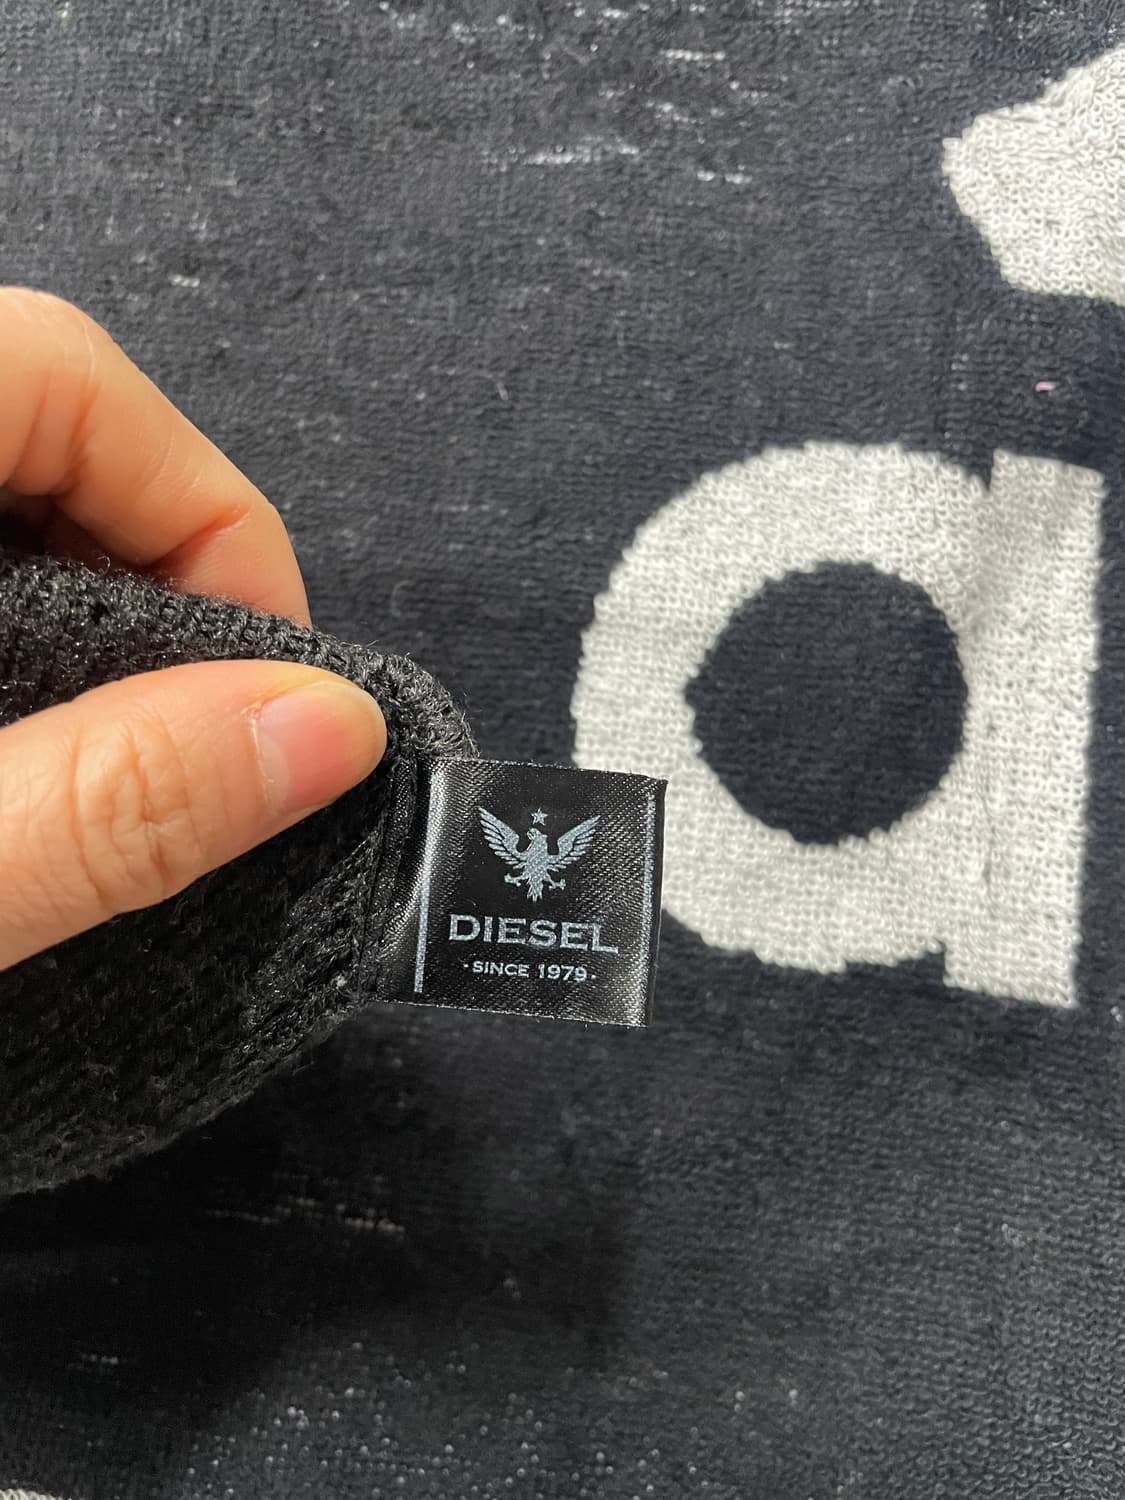 a
DIESEL
·SINCE 1979·